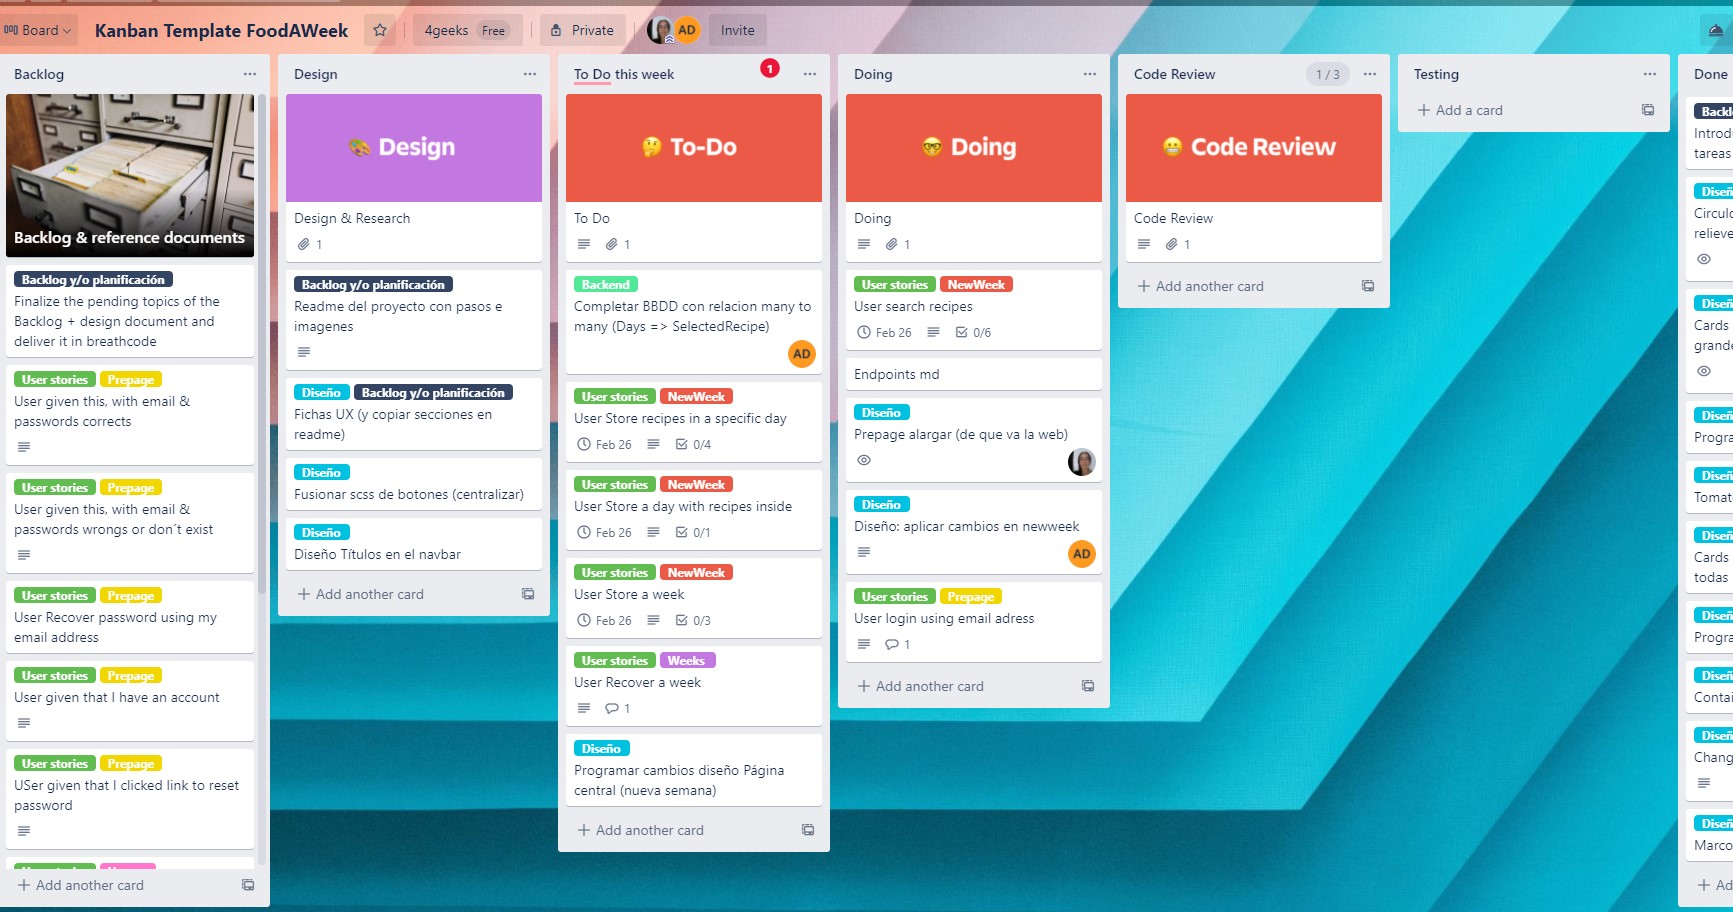 Board
Kanban Template FoodAWeek
4geeks Free
Private
AD
Invite
Backlog
Backlog & reference documents
Backlog y/o planificación
Finalize the pending topics of the
Backlog + design document and
deliver it in breathcode
User stories Prepage
User given this, with email &
passwords corrects
User stories Prepage
User given this, with email &
passwords wrongs or don´t exist
User stories Prepage
User Recover password using my
email address
User stories Prepage
User given that I have an account
User stories Prepage
USer given that I clicked link to reset
password
+ Add another card
Design
Design
Design & Research
1
Backlog y/o planificación
Readme del proyecto con pasos e
imagenes
Diseño Backlog y/o planificación
Fichas UX (y copiar secciones en
readme)
Diseño
Fusionar scss de botones (centralizar)
Diseño
Diseño Títulos en el navbar
+ Add another card
To Do this week
1
To-Do
To Do
1
Backend
Completar BBDD con relacion many to
many (Days => SelectedRecipe)
AD
User stories NewWeek
User Store recipes in a specific day
Feb 26 0/4
User stories NewWeek
User Store a day with recipes inside
Feb 26 0/1
User stories NewWeek
User Store a week
Feb 26 0/3
User stories Weeks
User Recover a week
1
Diseño
Programar cambios diseño Página
central (nueva semana)
+ Add another card
Doing
Doing
Doing
1
User stories NewWeek
User search recipes
Feb 26 0/6
Endpoints md
Diseño
Prepage alargar (de que va la web)
Diseño
Diseño: aplicar cambios en newweek
AD
User stories Prepage
User login using email adress
1
+ Add another card
Code Review
1 / 3
Code Review
Code Review
1
+ Add another card
Testing
+ Add a card
Done
Backl
Introd
tareas
Diseñ
Circul
relieve
Diseñ
Cards
grande
Diseñ
Progra
Diseñ
Tomat
Diseñ
Cards
todas
Diseñ
Progra
Diseñ
Contai
Diseñ
Chang
Diseñ
Marco
+ Ad